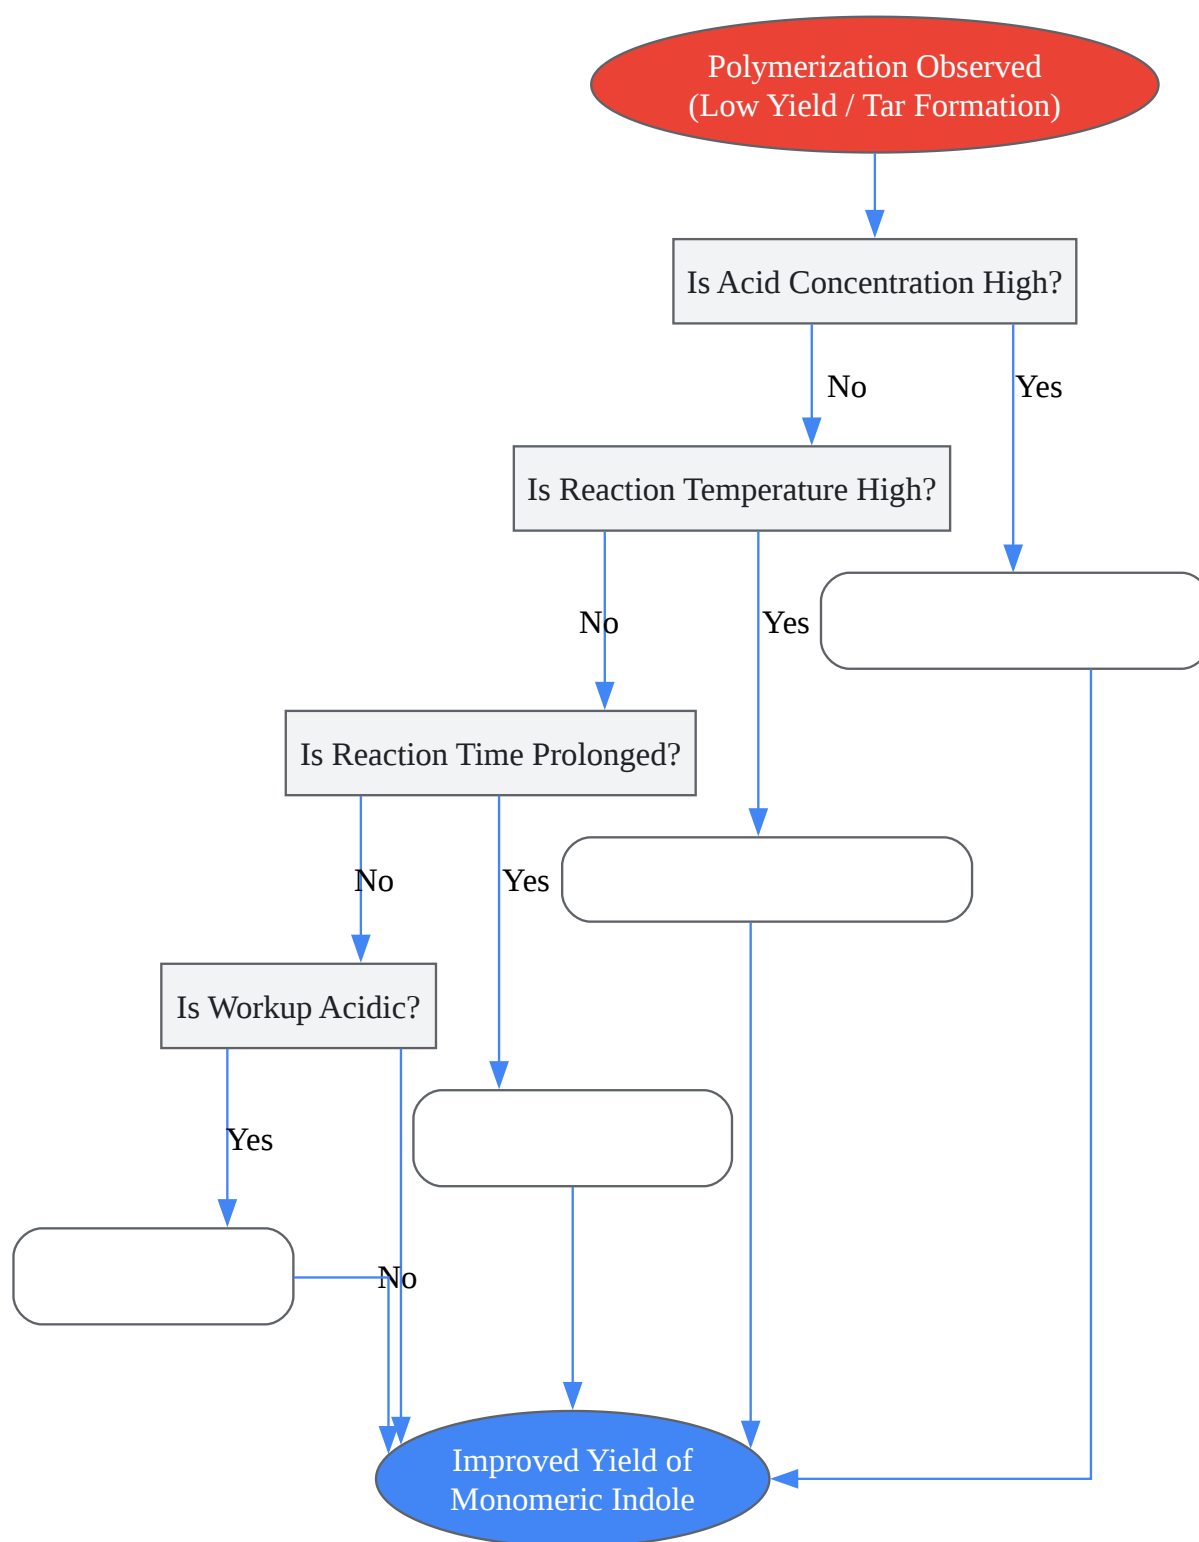 Polymerization Observed
(Low Yield / Tar Formation)
Is Acid Concentration High?
No
Yes
Is Reaction Temperature High?
No
Yes
Is Reaction Time Prolonged?
No
Yes
Is Workup Acidic?
Yes
No
Improved Yield of
Monomeric Indole